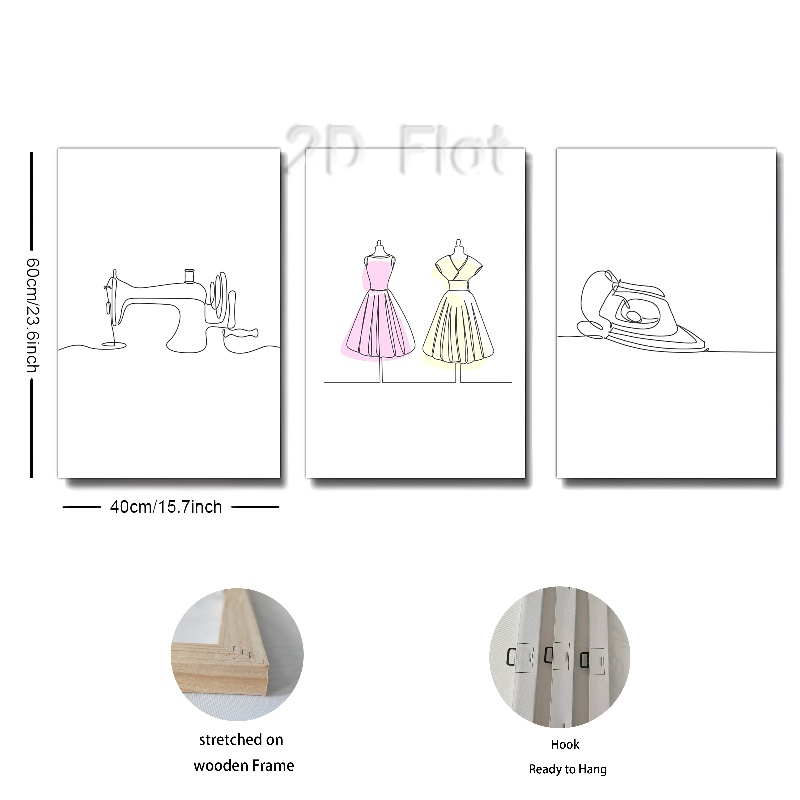 2D Flat
60cm/23.6inch
40cm/15.7inch
stretched on
wooden Frame
Hook
Ready to Hang